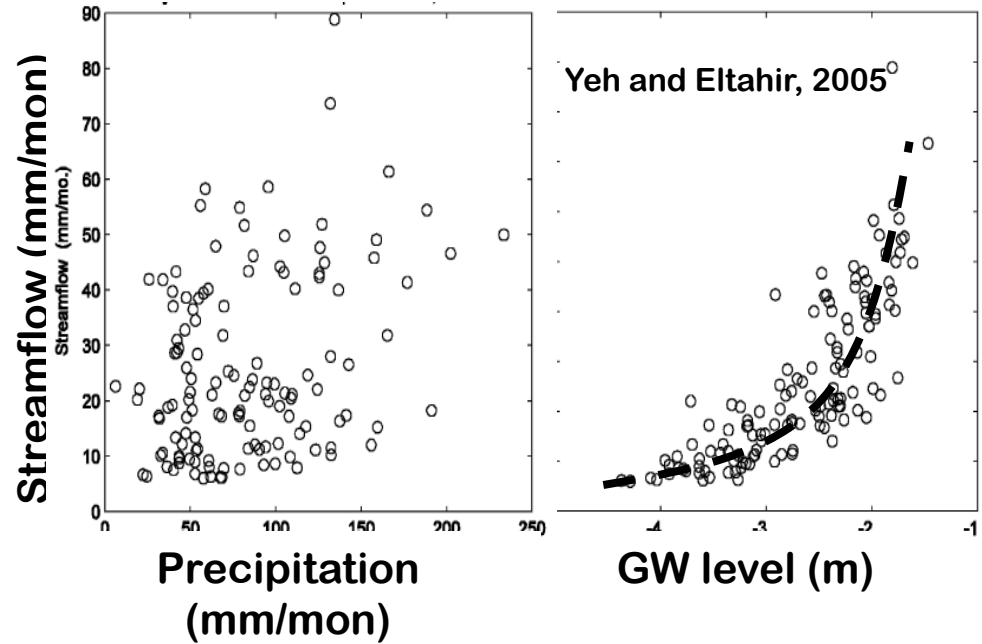 90
80
70
60
50
40
30
20
10
0
Streamflow (mm/mon)
Streamflow (mm/mo.)
0 50 100 150 200 250
Precipitation
(mm/mon)
Yeh and Eltahir, 2005
-4 -3 -2 -1
GW level (m)